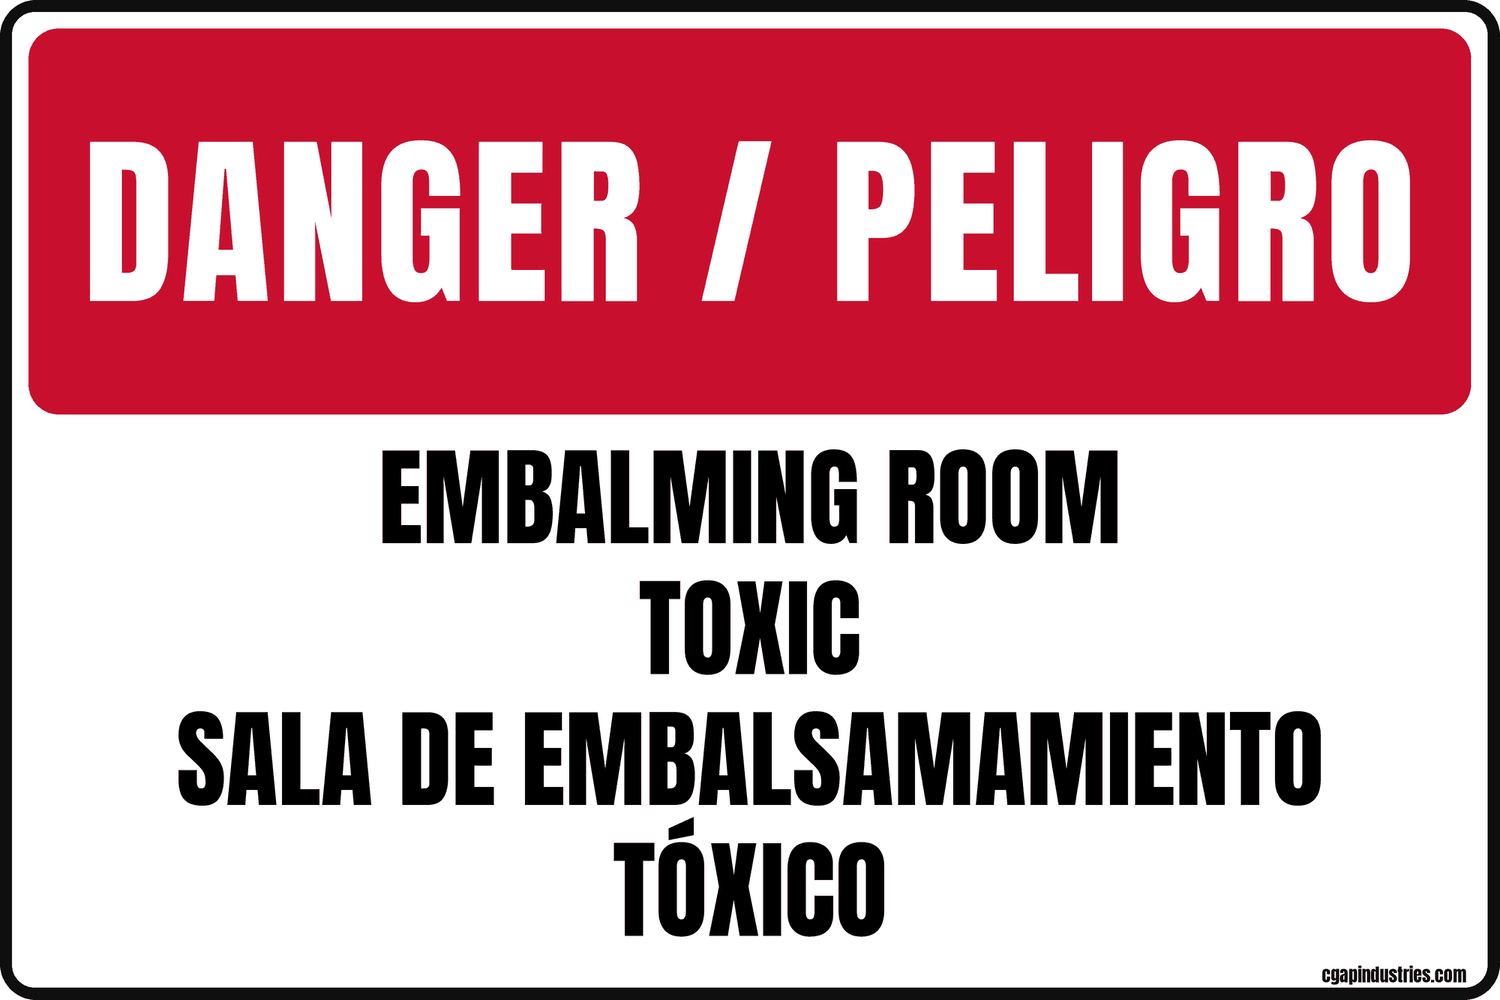 DANGER / PELIGRO
EMBALMING ROOM
TOXIC
SALA DE EMBALSAMAMIENTO
TÓXICO
cgapindustries.com